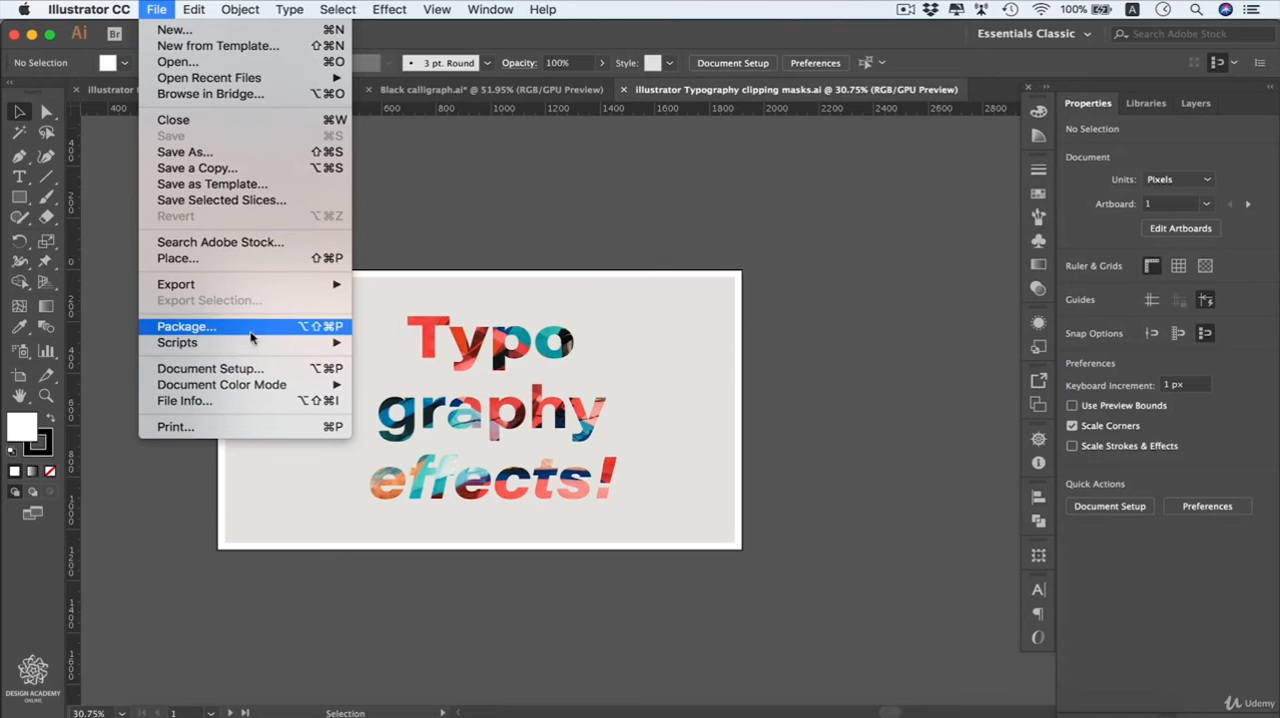 Illustrator CC File Edit Object Type Select Effect View Window Help 100% A
Ai Br Essentials Classic Search Adobe Stock
No Selection 3 pt. Round Opacity: 100% Style: Document Setup Preferences
× illustrator × Black calligraph.ai* @ 51.95% (RGB/GPU Preview) × illustrator Typography clipping masks.ai @ 30.75% (RGB/GPU Preview)
400 600 800 1000 1200 1400 1600 1800 2000 2200 2400 2600 2800
New... ⌘N
New from Template... ⇧⌘N
Open... ⌘O
Open Recent Files
Browse in Bridge... ⌥⌘O
Close ⌘W
Save ⌘S
Save As... ⇧⌘S
Save a Copy... ⌥⌘S
Save as Template...
Save Selected Slices...
Revert ⌥⌘Z
Search Adobe Stock...
Place... ⇧⌘P
Export
Export Selection...
Package... ⌥⇧⌘P
Scripts
Document Setup... ⌥⌘P
Document Color Mode
File Info... ⌥⇧⌘I
Print... ⌘P
Typo
graphy
effects!
Properties Libraries Layers
No Selection
Document
Units: Pixels
Artboard: 1
Edit Artboards
Ruler & Grids
Guides
Snap Options
Preferences
Keyboard Increment: 1 px
Use Preview Bounds
Scale Corners
Scale Strokes & Effects
Quick Actions
Document Setup Preferences
DESIGN ACADEMY
ONLINE
30.75% 1 Selection
Udemy